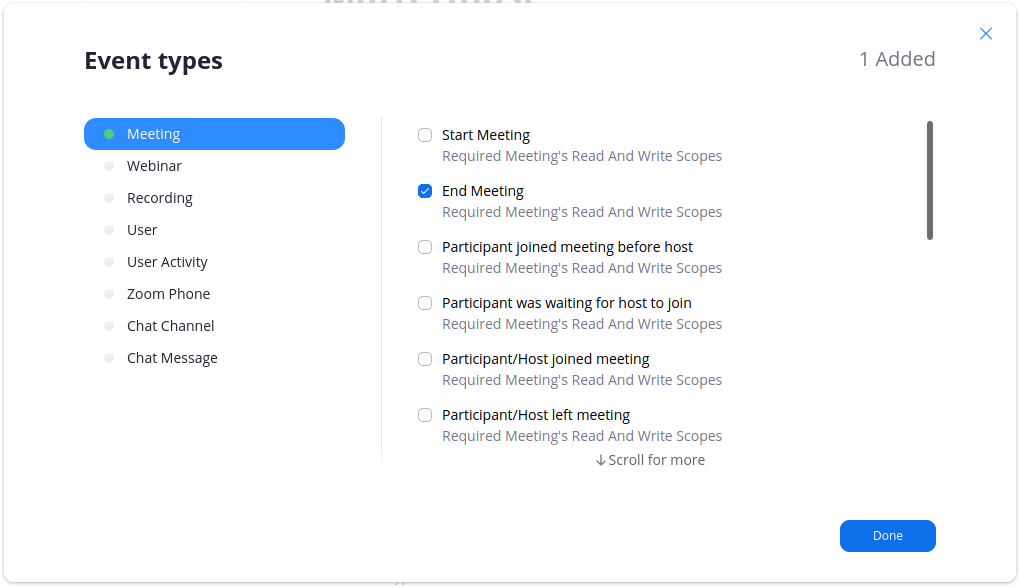 Event types
1 Added
Meeting
Webinar
Recording
User
User Activity
Zoom Phone
Chat Channel
Chat Message
Start Meeting
Required Meeting's Read And Write Scopes
End Meeting
Required Meeting's Read And Write Scopes
Participant joined meeting before host
Required Meeting's Read And Write Scopes
Participant was waiting for host to join
Required Meeting's Read And Write Scopes
Participant/Host joined meeting
Required Meeting's Read And Write Scopes
Participant/Host left meeting
Required Meeting's Read And Write Scopes
↓Scroll for more
Done